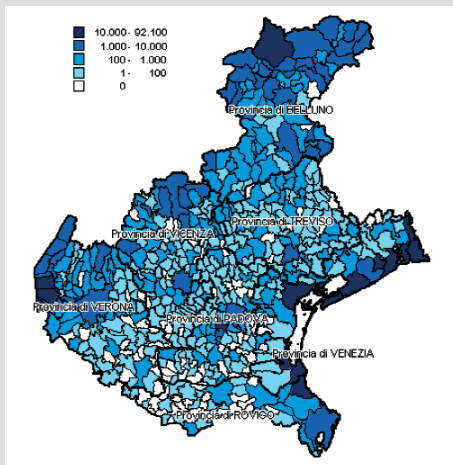 10.000- 92.100
1.000- 10.000
100- 1.000
1- 100
0
Provincia di BELLUNO
Provincia di TREVISO
Provincia di VICENZA
Provincia di VERONA
Provincia di PADOVA
Provincia di VENEZIA
Provincia di ROVIGO